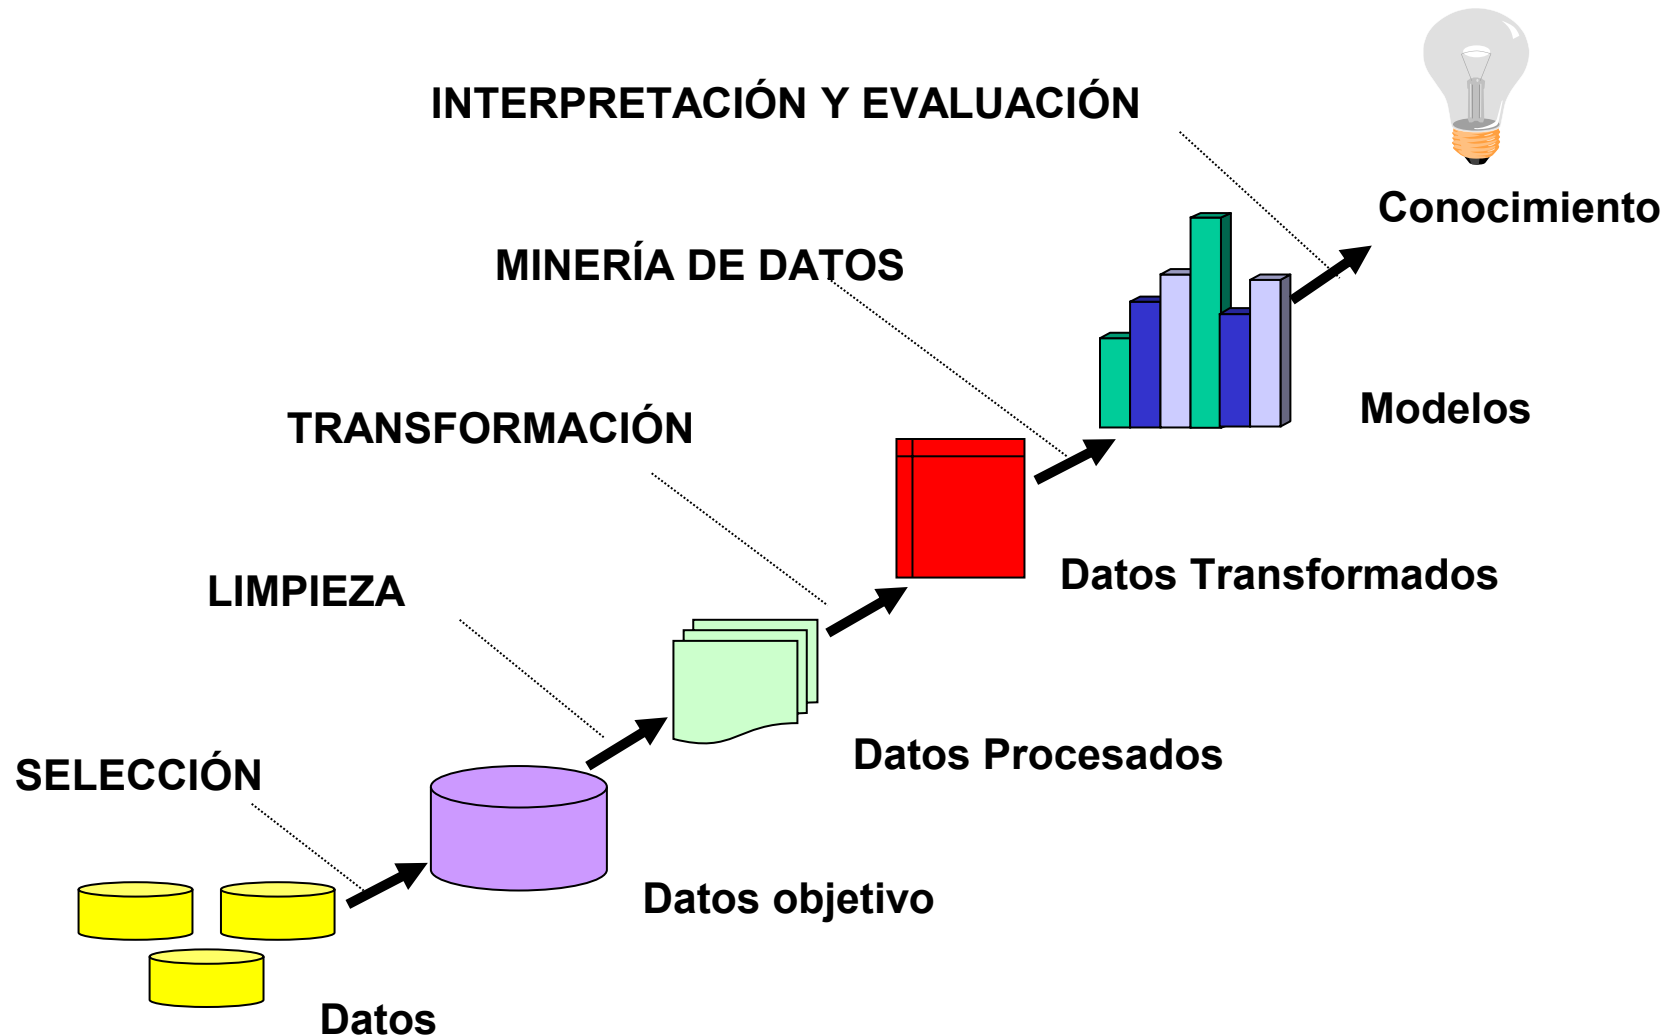 INTERPRETACIÓN Y EVALUACIÓN
Conocimiento
MINERÍA DE DATOS
Modelos
TRANSFORMACIÓN
Datos Transformados
LIMPIEZA
Datos Procesados
SELECCIÓN
Datos objetivo
Datos